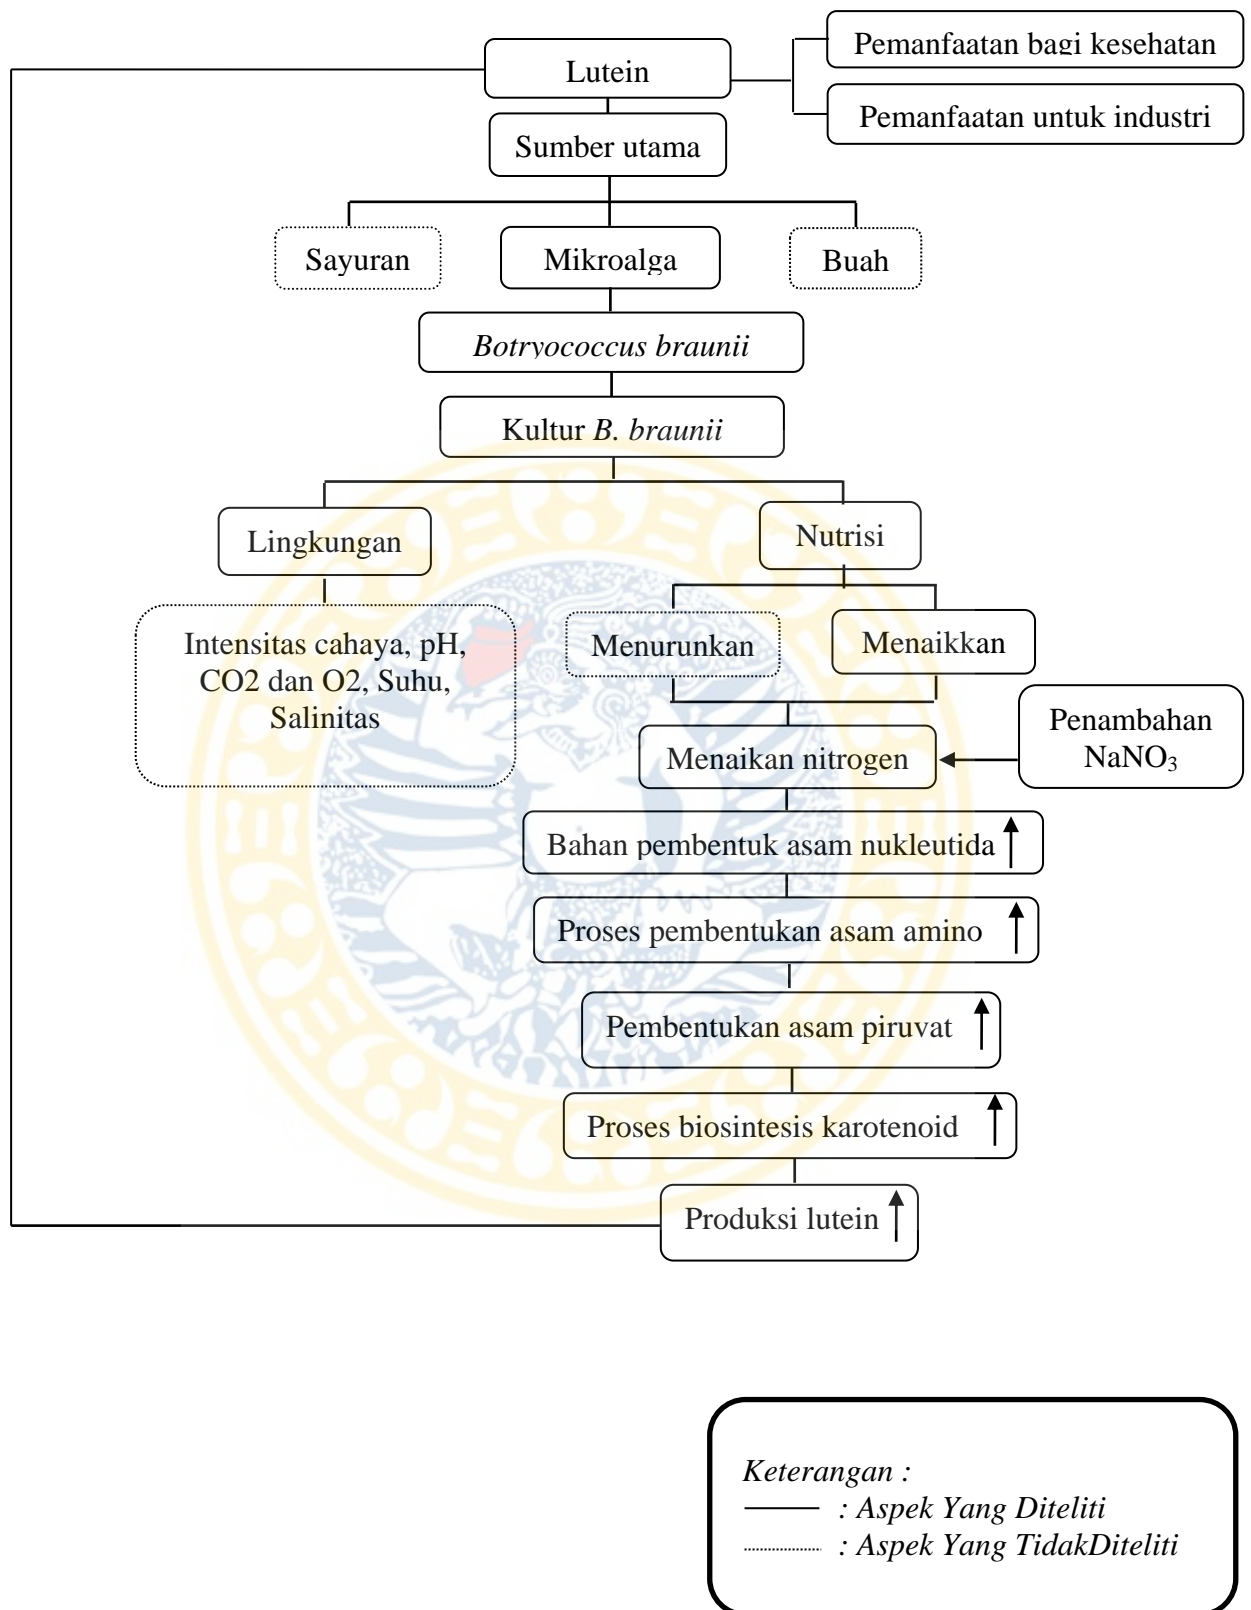 Pemanfaatan bagi kesehatan
Lutein
Pemanfaatan untuk industri
Sumber utama
Sayuran
Mikroalga
Buah
Botryococcus braunii
Kultur B. braunii
Lingkungan
Nutrisi
Intensitas cahaya, pH,
CO2 dan O2, Suhu,
Salinitas
Menurunkan
Menaikkan
Penambahan
NaNO₃
Menaikan nitrogen
Bahan pembentuk asam nukleutida
Proses pembentukan asam amino
Pembentukan asam piruvat
Proses biosintesis karotenoid
Produksi lutein
Keterangan :
: Aspek Yang Diteliti
: Aspek Yang TidakDiteliti